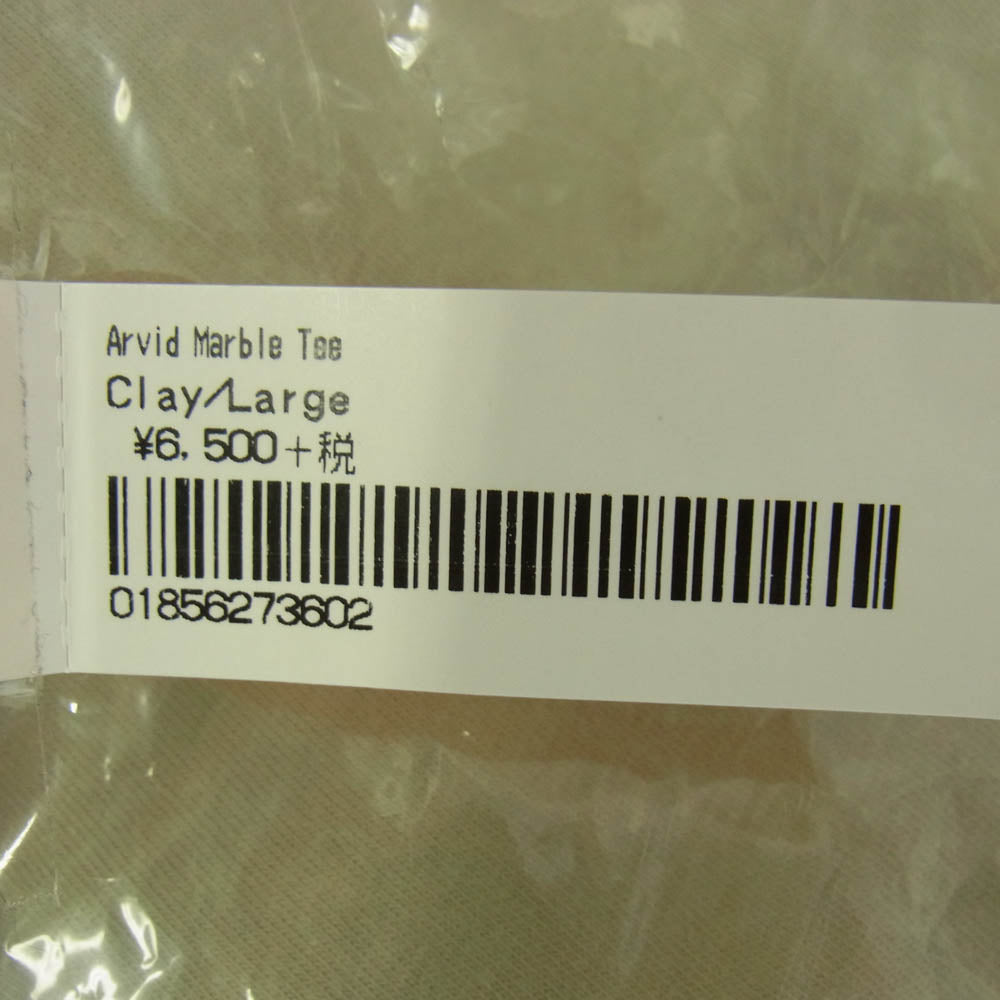 Arvid Marble Tee
Clay/Large
¥6,500+税
01856273602